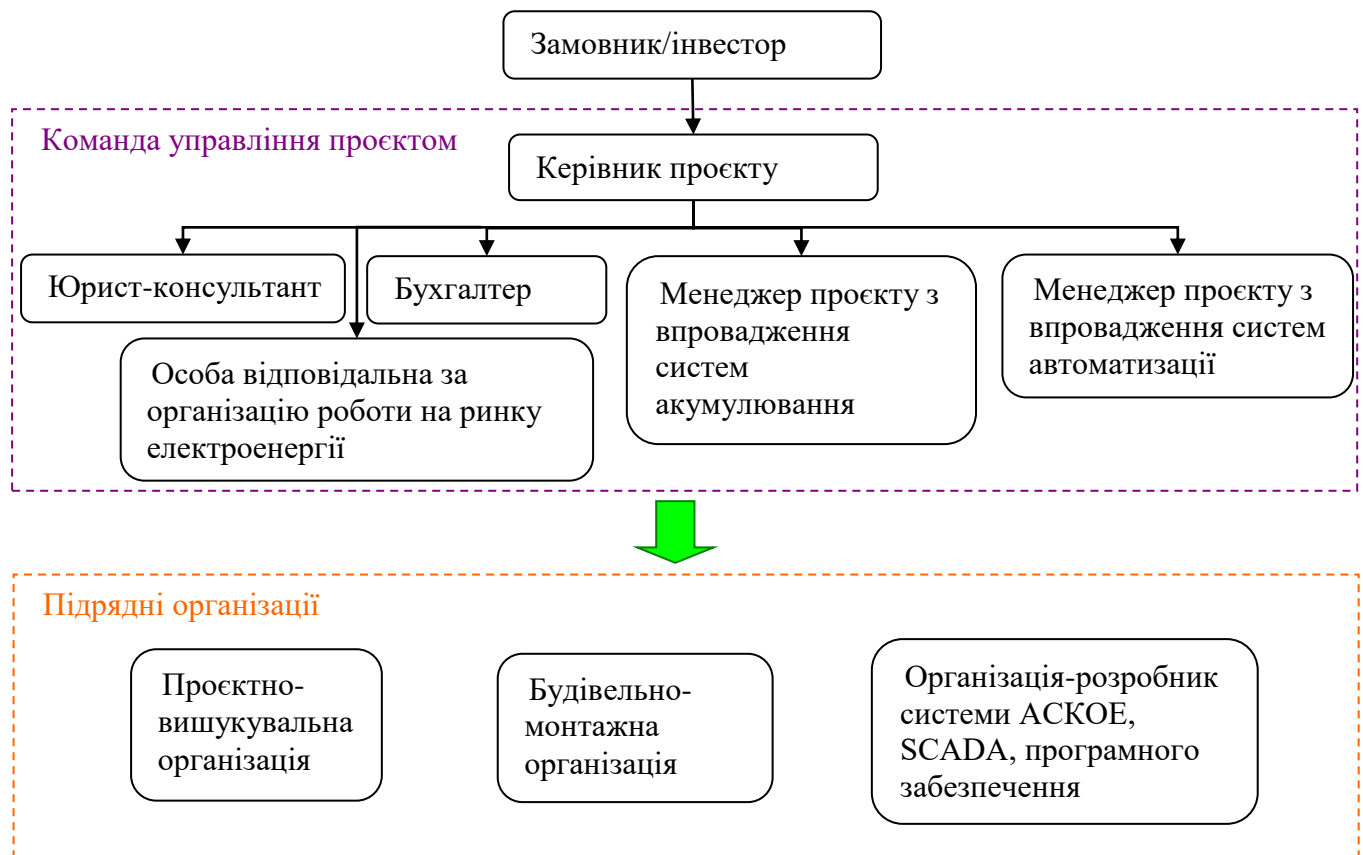 Замовник/інвестор
Команда управління проєктом
Керівник проєкту
Юрист-консультант
Бухгалтер
Менеджер проєкту з
впровадження
систем
акумулювання
Менеджер проєкту з
впровадження систем
автоматизації
Особа відповідальна за
організацію роботи на ринку
електроенергії
Підрядні організації
Проєктно-
вишукувальна
організація
Будівельно-
монтажна
організація
Організація-розробник
системи АСКОЕ,
SCADA, програмного
забезпечення